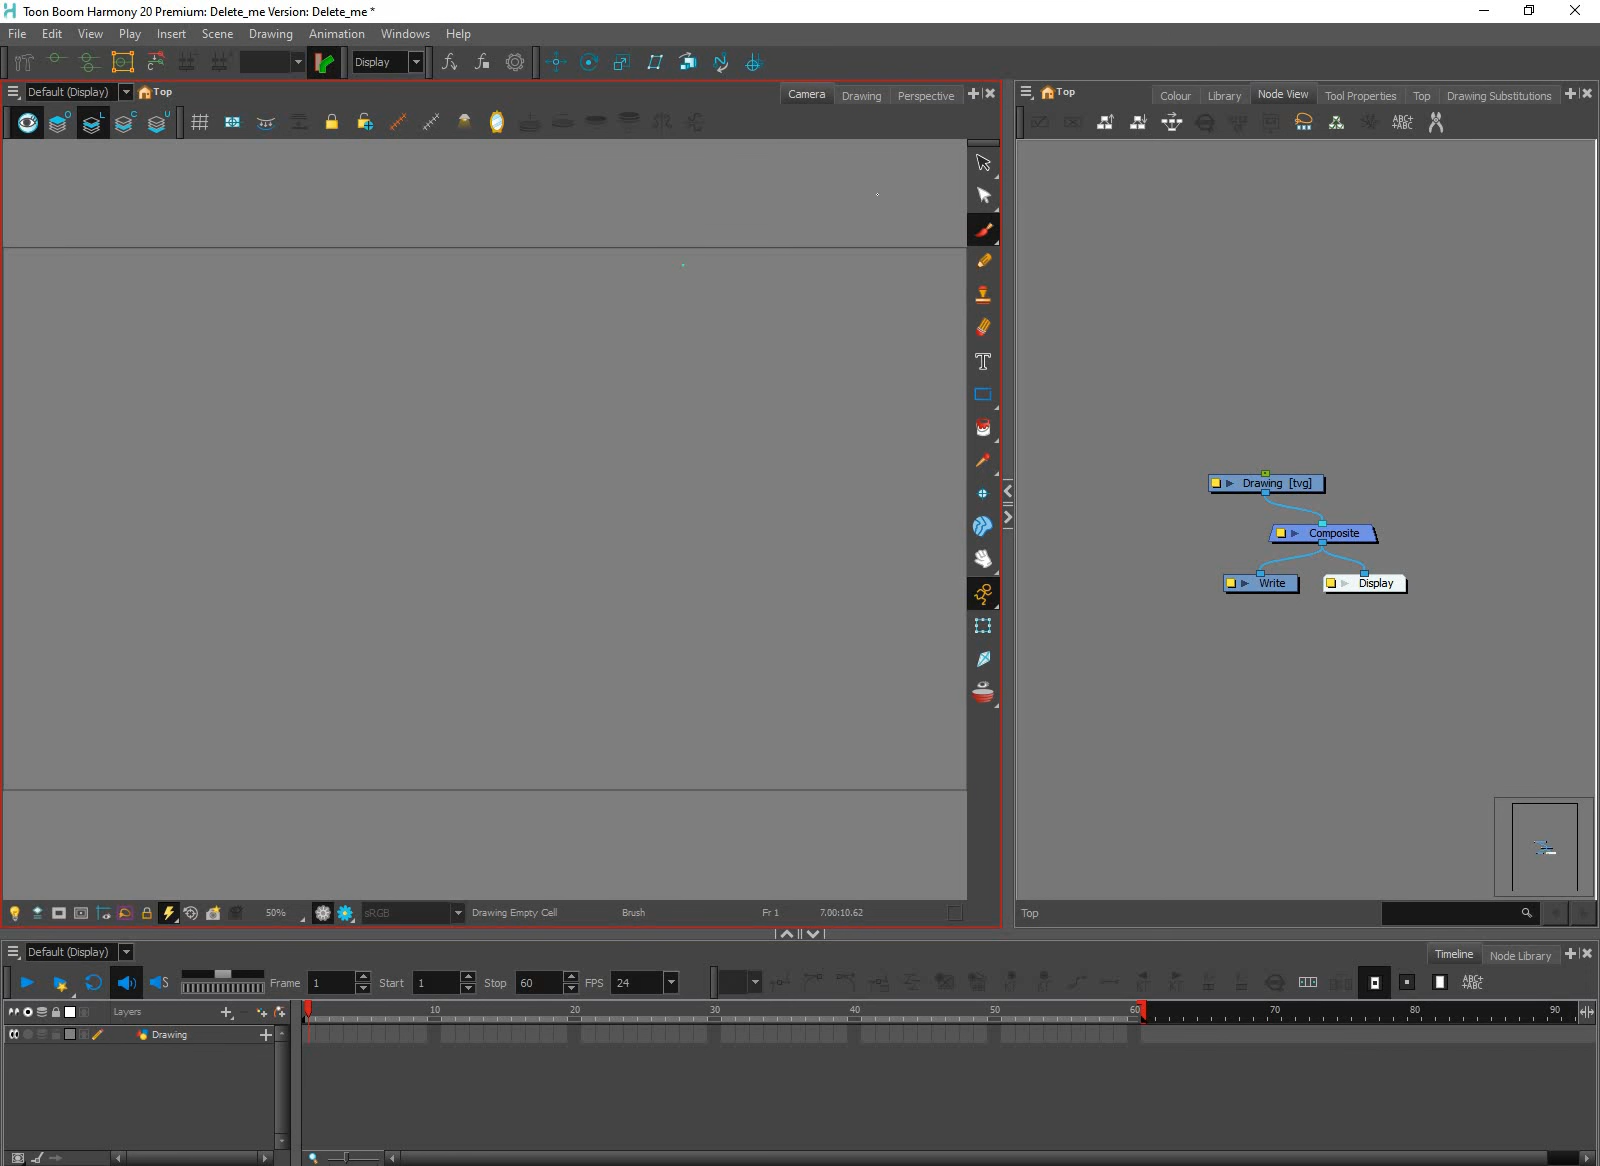 Toon Boom Harmony 20 Premium: Delete_me Version: Delete_me *
File Edit View Play Insert Scene Drawing Animation Windows Help
Display
Default (Display) Top Camera Drawing Perspective
Top Colour Library Node View Tool Properties Top Drawing Substitutions
O L C U
ABC+
+ABC
T
Drawing [tvg]
Composite
Write Display
50% sRGB Drawing Empty Cell Brush Fr 1 7.00:10.62
Top
Default (Display) Timeline Node Library
S Frame 1 Start 1 Stop 60 FPS 24
ABC+
+ABC
Layers 10 20 30 40 50 60 70 80 90
Drawing